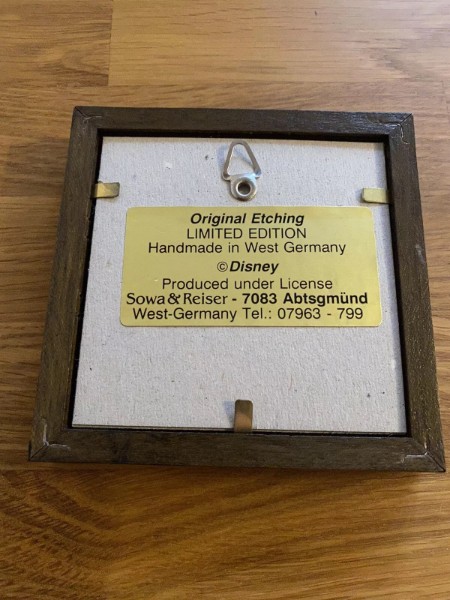 Original Etching
LIMITED EDITION
Handmade in West Germany
©Disney
Produced under License
Sowa & Reiser - 7083 Abtsgmünd
West-Germany Tel.: 07963 - 799